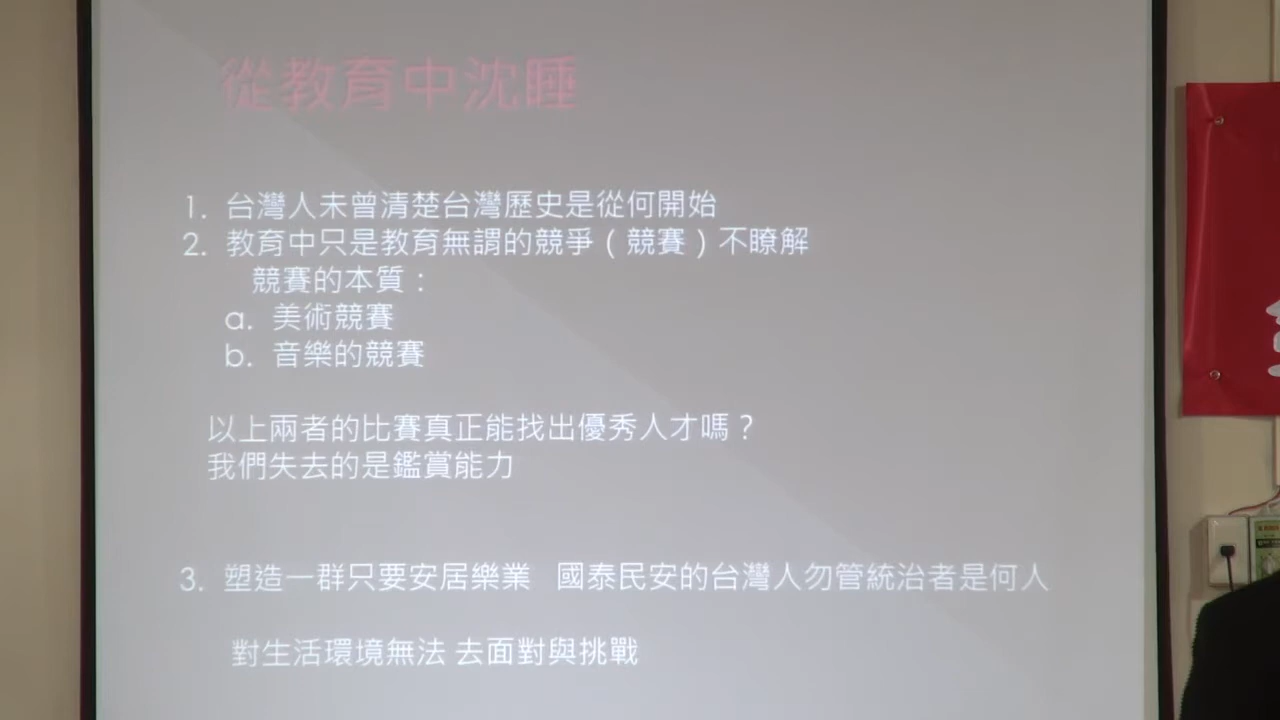 從教育中沈睡
1. 台灣人未曾清楚台灣歷史是從何開始
2. 教育中只是教育無謂的競爭(競賽)不瞭解
競賽的本質：
a. 美術競賽
b. 音樂的競賽
以上兩者的比賽真正能找出優秀人才嗎？
我們失去的是鑑賞能力
3. 塑造一群只要安居樂業 國泰民安的台灣人勿管統治者是何人
對生活環境無法 去面對與挑戰